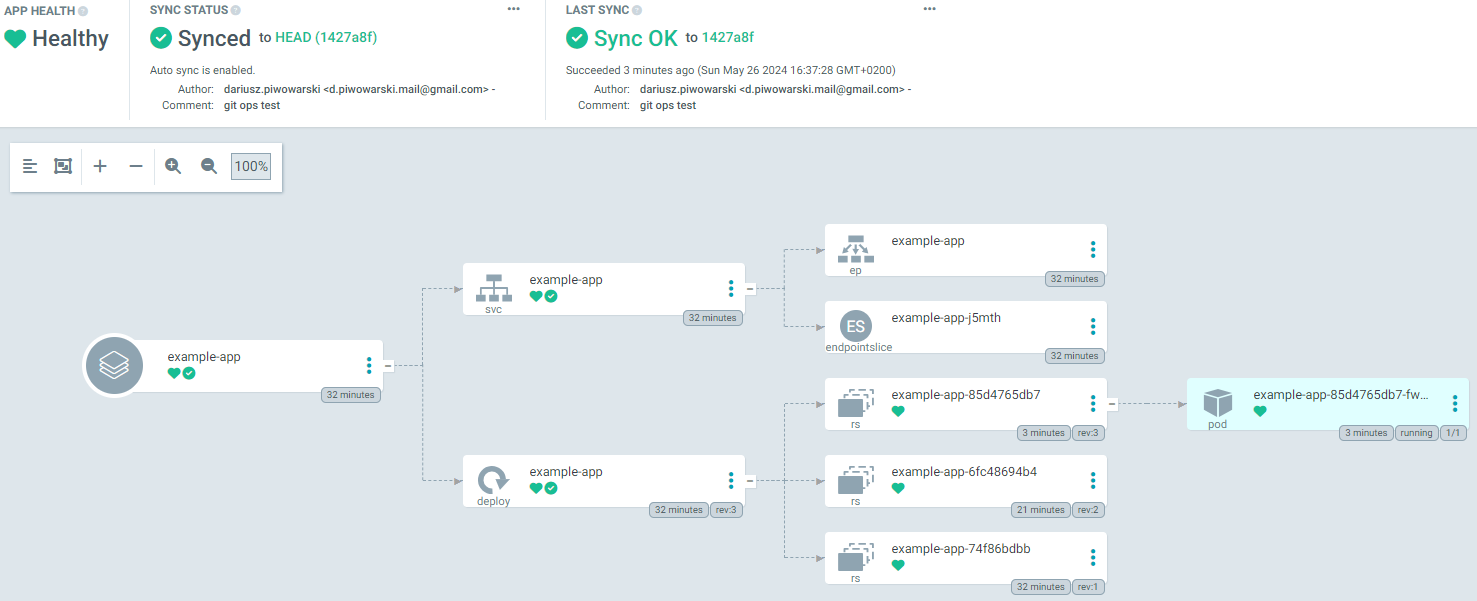 APP HEALTH
Healthy
SYNC STATUS
Synced to HEAD (1427a8f)
Auto sync is enabled.
Author: dariusz.piwowarski <d.piwowarski.mail@gmail.com> -
Comment: git ops test
LAST SYNC
Sync OK to 1427a8f
Succeeded 3 minutes ago (Sun May 26 2024 16:37:28 GMT+0200)
Author: dariusz.piwowarski <d.piwowarski.mail@gmail.com> -
Comment: git ops test
100%
example-app
32 minutes
svc
example-app
32 minutes
deploy
example-app
32 minutes rev:3
ep
example-app
32 minutes
ES
endpointslice
example-app-j5mth
32 minutes
rs
example-app-85d4765db7
3 minutes rev:3
rs
example-app-6fc48694b4
21 minutes rev:2
rs
example-app-74f86bdbb
32 minutes rev:1
pod
example-app-85d4765db7-fw...
3 minutes running 1/1